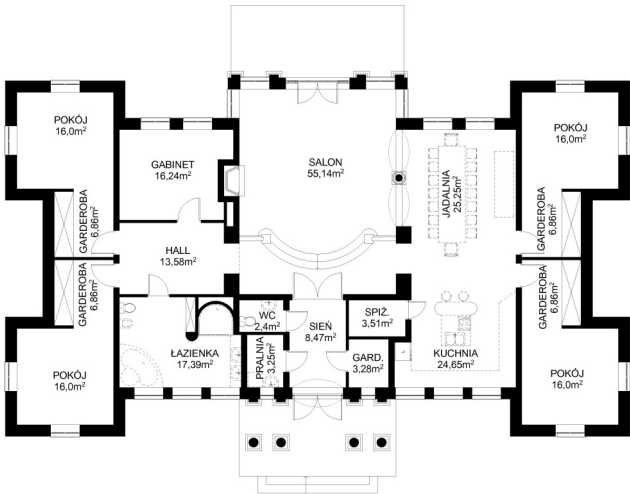 POKÓJ
16,0m²
GARDEROBA
6,86m²
GABINET
16,24m²
SALON
55,14m²
JADALNIA
25,25m²
POKÓJ
16,0m²
GARDEROBA
6,86m²
HALL
13,58m²
GARDEROBA
6,86m²
POKÓJ
16,0m²
ŁAZIENKA
17,39m²
WC
2,4m²
PRALNIA
3,25m²
SIEŃ
8,47m²
SPIŻ.
3,51m²
GARD.
3,28m²
KUCHNIA
24,65m²
GARDEROBA
6,86m²
POKÓJ
16,0m²